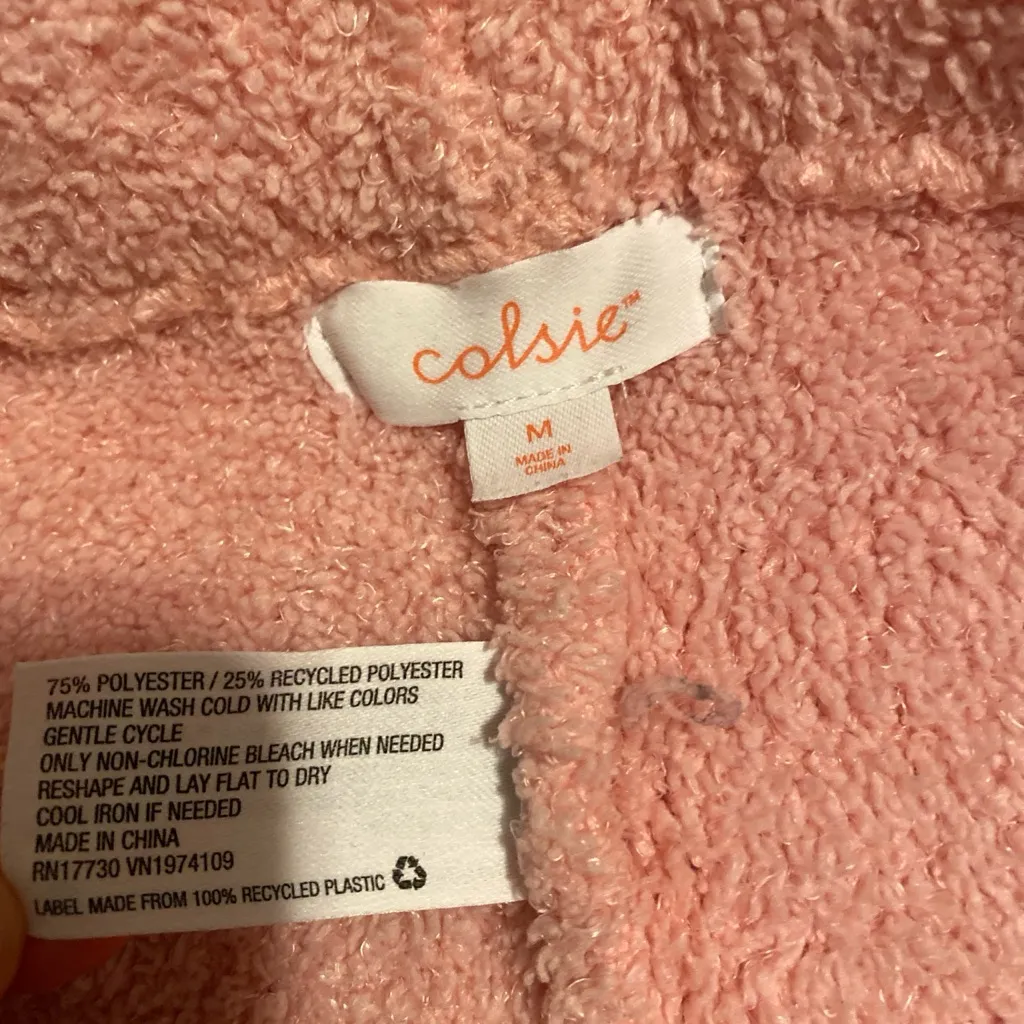 colsie™
M
MADE IN
CHINA
75% POLYESTER / 25% RECYCLED POLYESTER
MACHINE WASH COLD WITH LIKE COLORS
GENTLE CYCLE
ONLY NON-CHLORINE BLEACH WHEN NEEDED
RESHAPE AND LAY FLAT TO DRY
COOL IRON IF NEEDED
MADE IN CHINA
RN17730 VN1974109
LABEL MADE FROM 100% RECYCLED PLASTIC